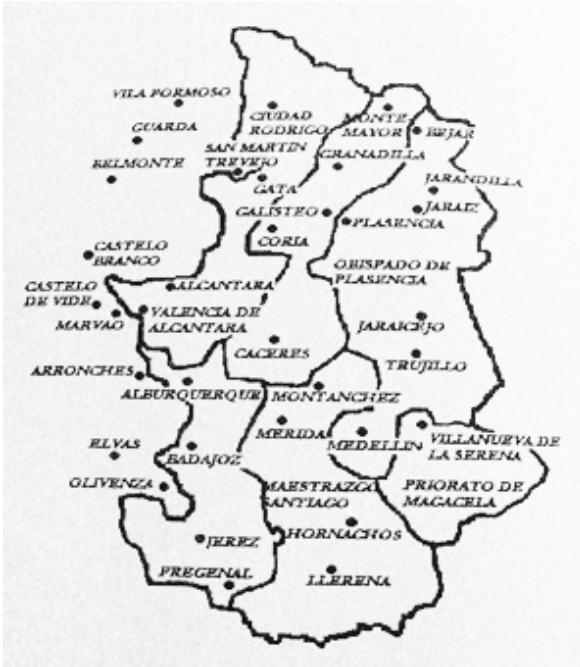 VILA FORMOSO
CIUDAD
RODRIGO
MONTE
MAYOR
GUARDA
BEJAR
SAN MARTIN
TREVEJO
GRANADILLA
BELMONTE
GATA
JARANDILLA
GALISTEO
JARAIZ
PLASENCIA
CORIA
CASTELO
BRANCO
OBISPADO DE
PLASENCIA
ALCANTARA
CASTELO
DE VIDE
VALENCIA DE
ALCANTARA
MARVAO
JARAICEJO
CACERES
TRUJILLO
ARRONCHES
ALBURQUERQUE
MONTANCHEZ
MERIDA
MEDELLIN
VILLANUEVA DE
LA SERENA
ELVAS
BADAJOZ
OLIVENZA
MAESTRAZGO
SANTIAGO
PRIORATO DE
MAGACELA
HORNACHOS
JEREZ
FREGENAL
LLERENA